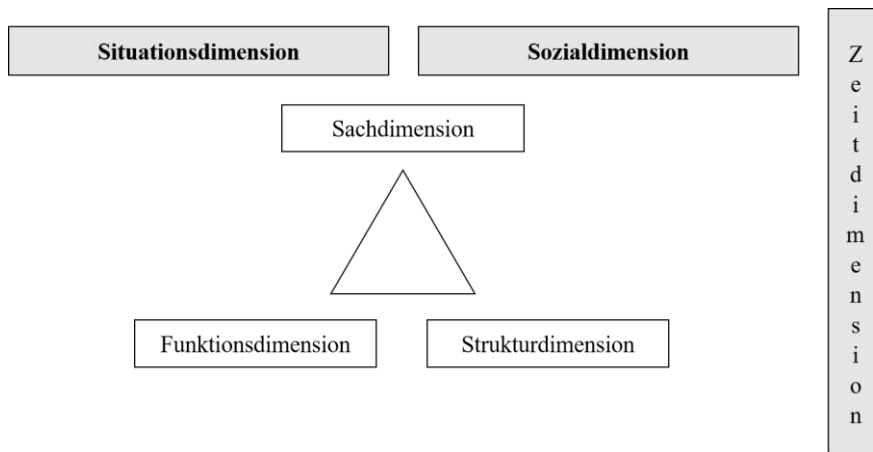 Situationsdimension
Sozialdimension
Sachdimension
Funktionsdimension
Strukturdimension
Zeitdimension